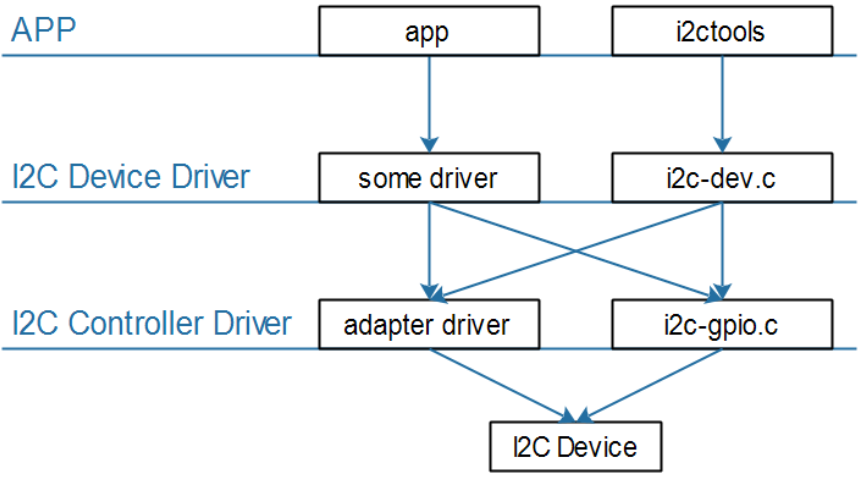 APP
app
i2ctools
I2C Device Driver
some driver
i2c-dev.c
I2C Controller Driver
adapter driver
i2c-gpio.c
I2C Device